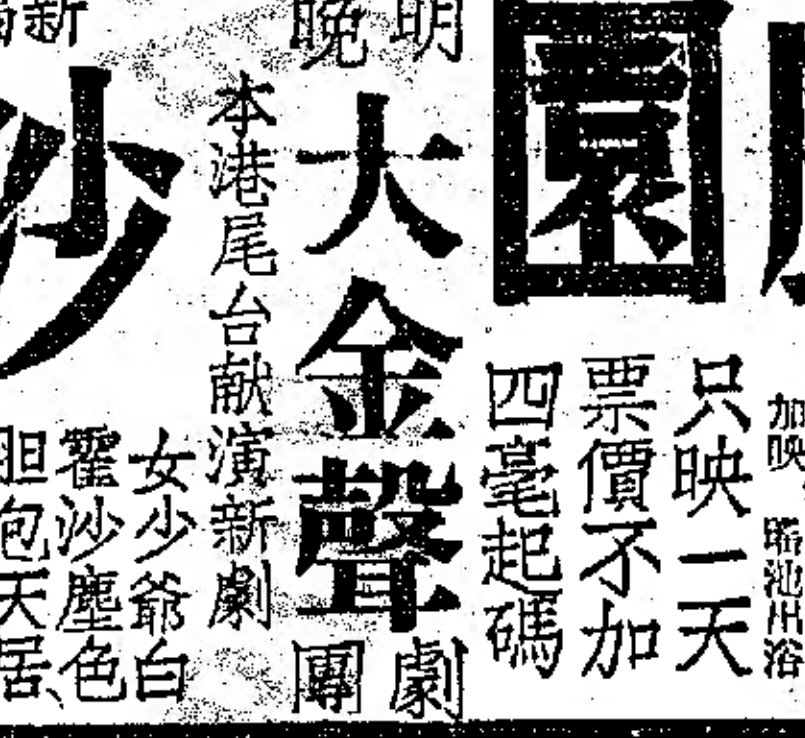 園
加映
只映一天
票價不加
四毫起碼
明晚
大金聲
劇團
本港尾台献演新劇
新
沙
女少爺白
霍沙塵色
胆包天居、